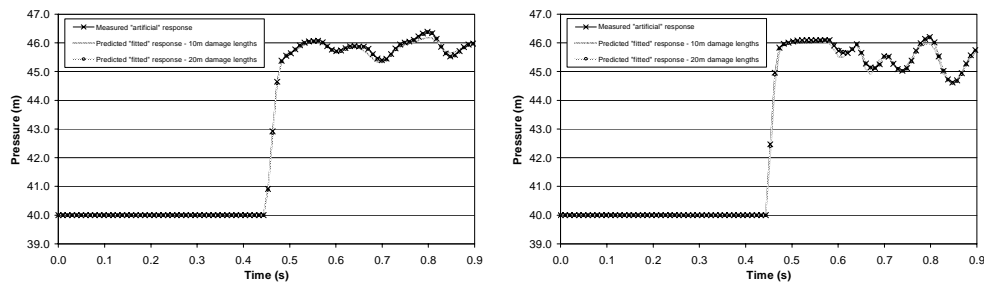 47.0
46.0
45.0
44.0
43.0
42.0
41.0
40.0
39.0
Pressure (m)
Measured "artificial" response
Predicted "fitted" response - 10m damage lengths
Predicted "fitted" response - 20m damage lengths
0.0 0.1 0.2 0.3 0.4 0.5 0.6 0.7 0.8 0.9
Time (s)
47.0
46.0
45.0
44.0
43.0
42.0
41.0
40.0
39.0
Pressure (m)
Measured "artificial" response
Predicted "fitted" response - 10m damage lengths
Predicted "fitted" response - 20m damage lengths
0.0 0.1 0.2 0.3 0.4 0.5 0.6 0.7 0.8 0.9
Time (s)